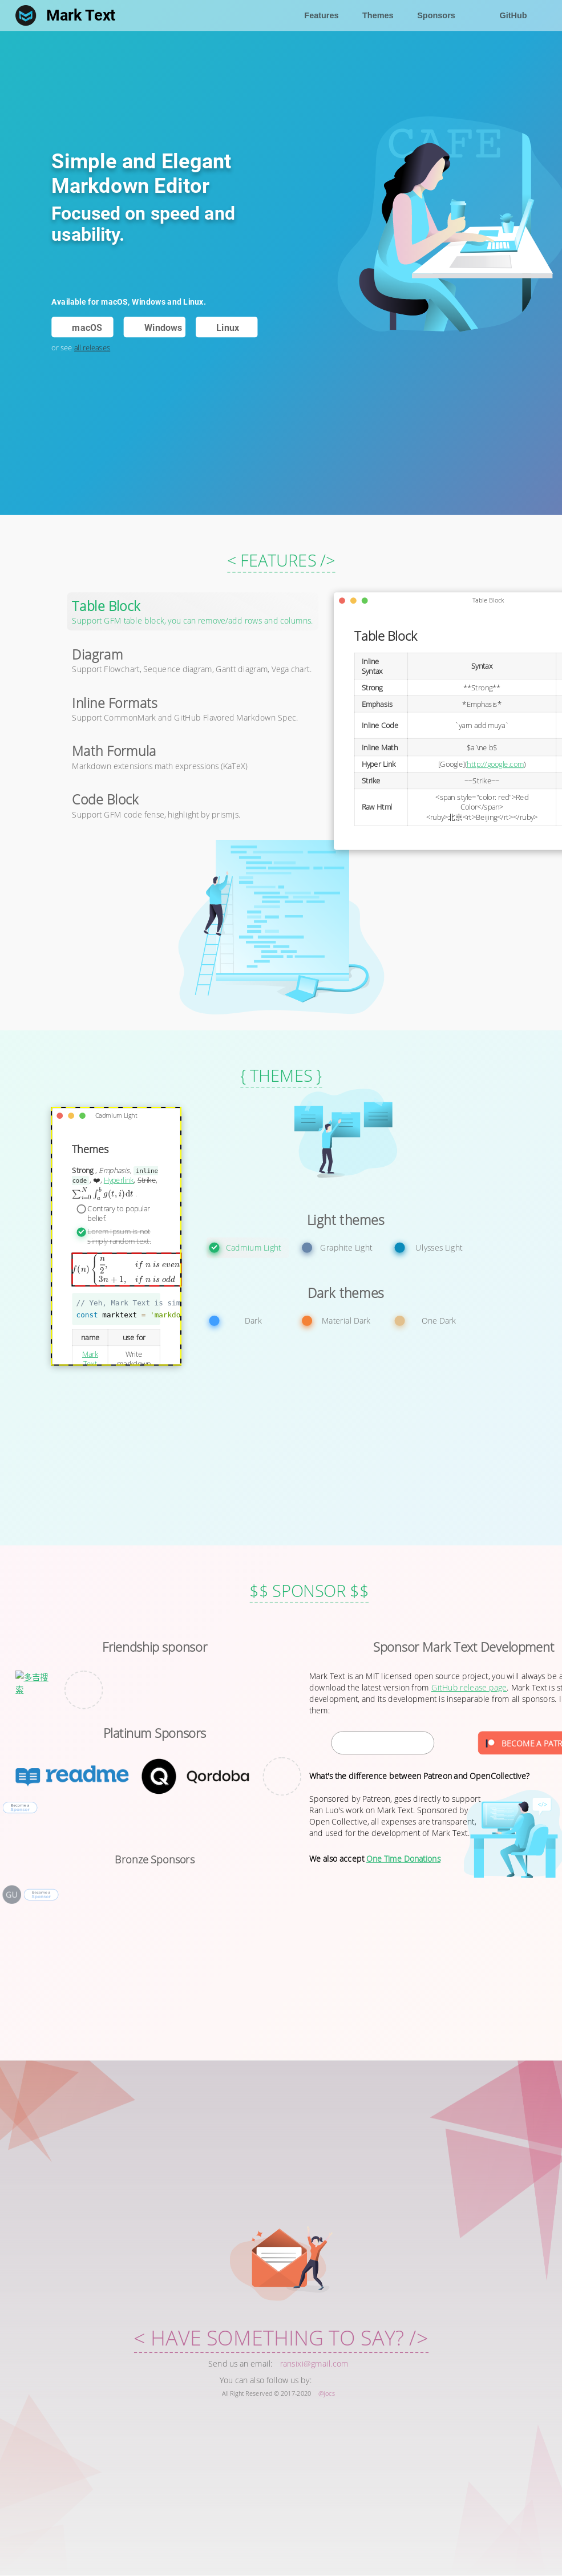 Mark Text
Features
Themes
Sponsors
GitHub
CAFE
Simple and Elegant
Markdown Editor
Focused on speed and
usability.
Available for macOS, Windows and Linux.
macOS
Windows
Linux
or see all releases
< FEATURES />
Table Block
Support GFM table block, you can remove/add rows and columns.
Diagram
Support Flowchart, Sequence diagram, Gantt diagram, Vega chart.
Inline Formats
Support CommonMark and GitHub Flavored Markdown Spec.
Math Formula
Markdown extensions math expressions (KaTeX)
Code Block
Support GFM code fense, highlight by prismjs.
Table Block
Table Block
Inline
Syntax
Syntax
Strong
**Strong**
Emphasis
*Emphasis*
Inline Code
`yarn add muya`
Inline Math
$a \ne b$
Hyper Link
[Google](http://google.com)
Strike
~~Strike~~
Raw Html
<span style="color: red">Red
Color</span>
<ruby>北京<rt>Beijing</rt></ruby>
{ THEMES }
Cadmium Light
Themes
Strong , Emphasis, inline
code , ❤️, Hyperlink, Strike,
∑ᵢ₌₀ᴺ ∫ₐᵇ g(t, i) dt .
Contrary to popular
belief.
Lorem Ipsum is not
simply random text.
f(n) { n/2, if n is even
3n + 1, if n is odd
// Yeh, Mark Text is sim
const marktext = 'markdo
name
use for
Mark
Text
Write
markdown
Light themes
Cadmium Light
Graphite Light
Ulysses Light
Dark themes
Dark
Material Dark
One Dark
$$ SPONSOR $$
Friendship sponsor
多吉搜
索
Platinum Sponsors
readme
Qordoba
Become a
Sponsor
Bronze Sponsors
GU
Become a
Sponsor
Sponsor Mark Text Development
Mark Text is an MIT licensed open source project, you will always be a
download the latest version from GitHub release page. Mark Text is st
development, and its development is inseparable from all sponsors. I
them:
BECOME A PATR
What's the difference between Patreon and OpenCollective?
Sponsored by Patreon, goes directly to support
Ran Luo's work on Mark Text. Sponsored by
Open Collective, all expenses are transparent,
and used for the development of Mark Text.
</>
We also accept One Time Donations
< HAVE SOMETHING TO SAY? />
Send us an email: ransixi@gmail.com
You can also follow us by:
All Right Reserved © 2017-2020 @Jocs